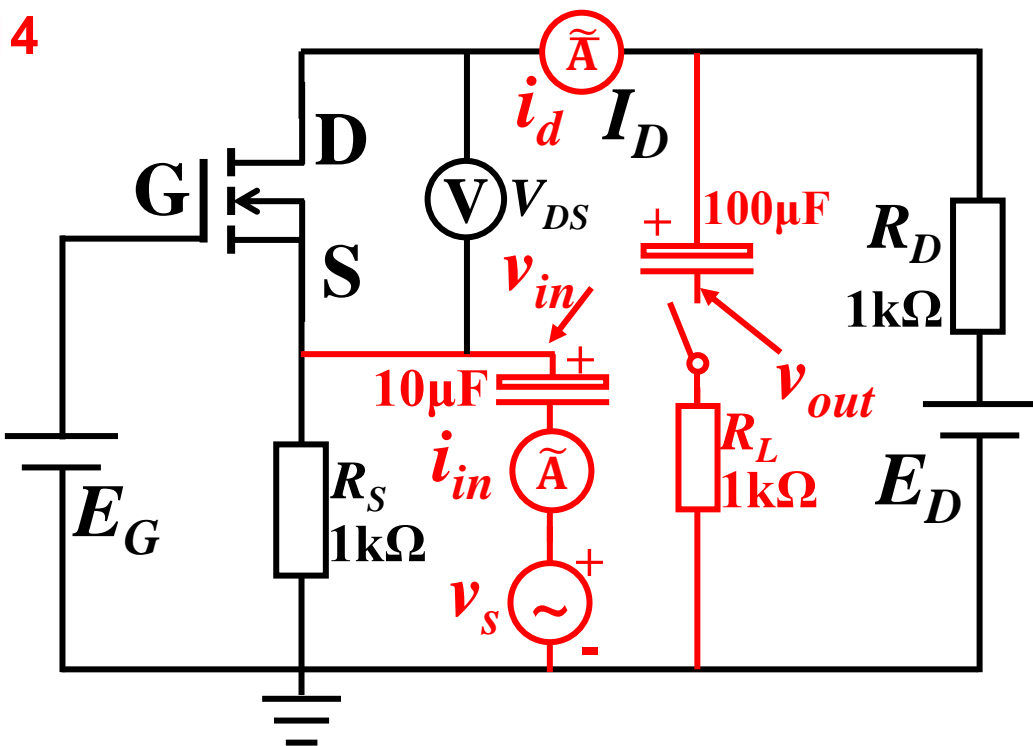 4
Ã
i_d
I_D
D
G
S
V
V_DS
+
100μF
R_D
1kΩ
v_in
+
10μF
v_out
i_in
Ã
R_L
1kΩ
E_D
E_G
R_S
1kΩ
v_s
+
~
-